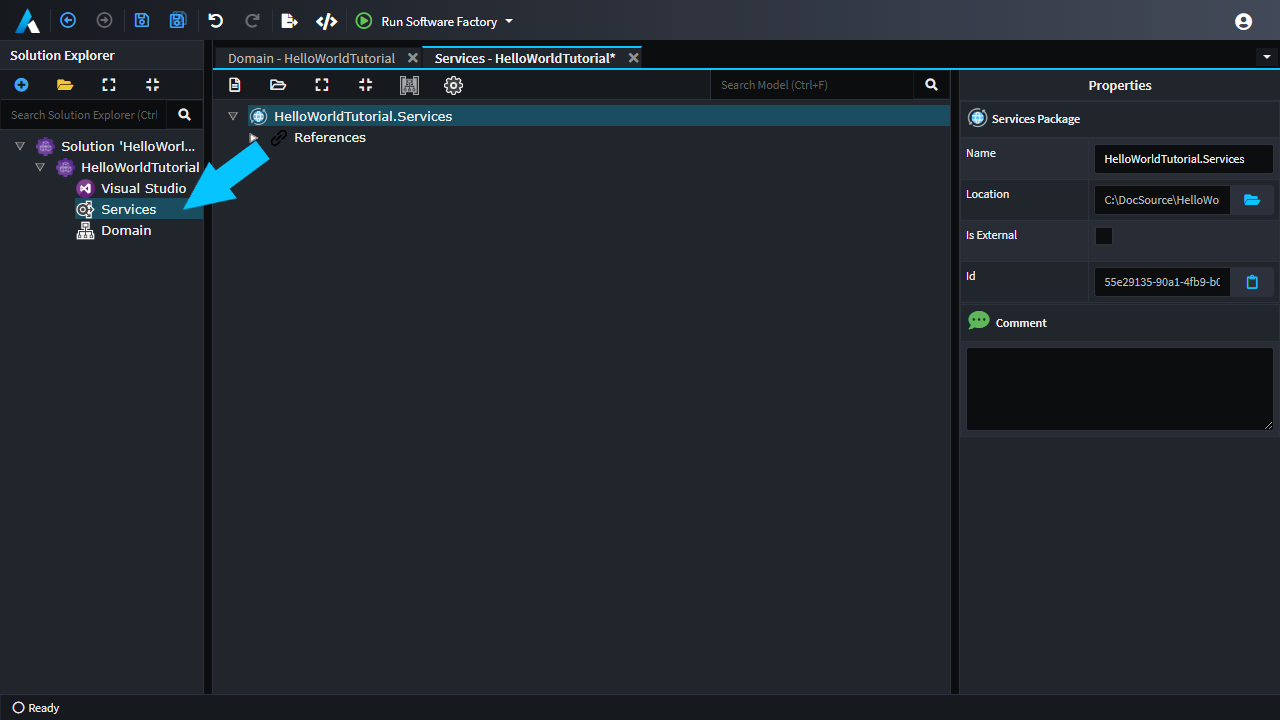 Run Software Factory
Solution Explorer
Domain - HelloWorldTutorial
Services - HelloWorldTutorial*
Search Model (Ctrl+F)
Properties
Search Solution Explorer (Ctrl
HelloWorldTutorial.Services
Services Package
References
Solution 'HelloWorl...
Name
HelloWorldTutorial.Services
HelloWorldTutorial
Visual Studio
Location
C:\DocSource\HelloWo
Services
Domain
Is External
Id
55e29135-90a1-4fb9-b0
Comment
Ready